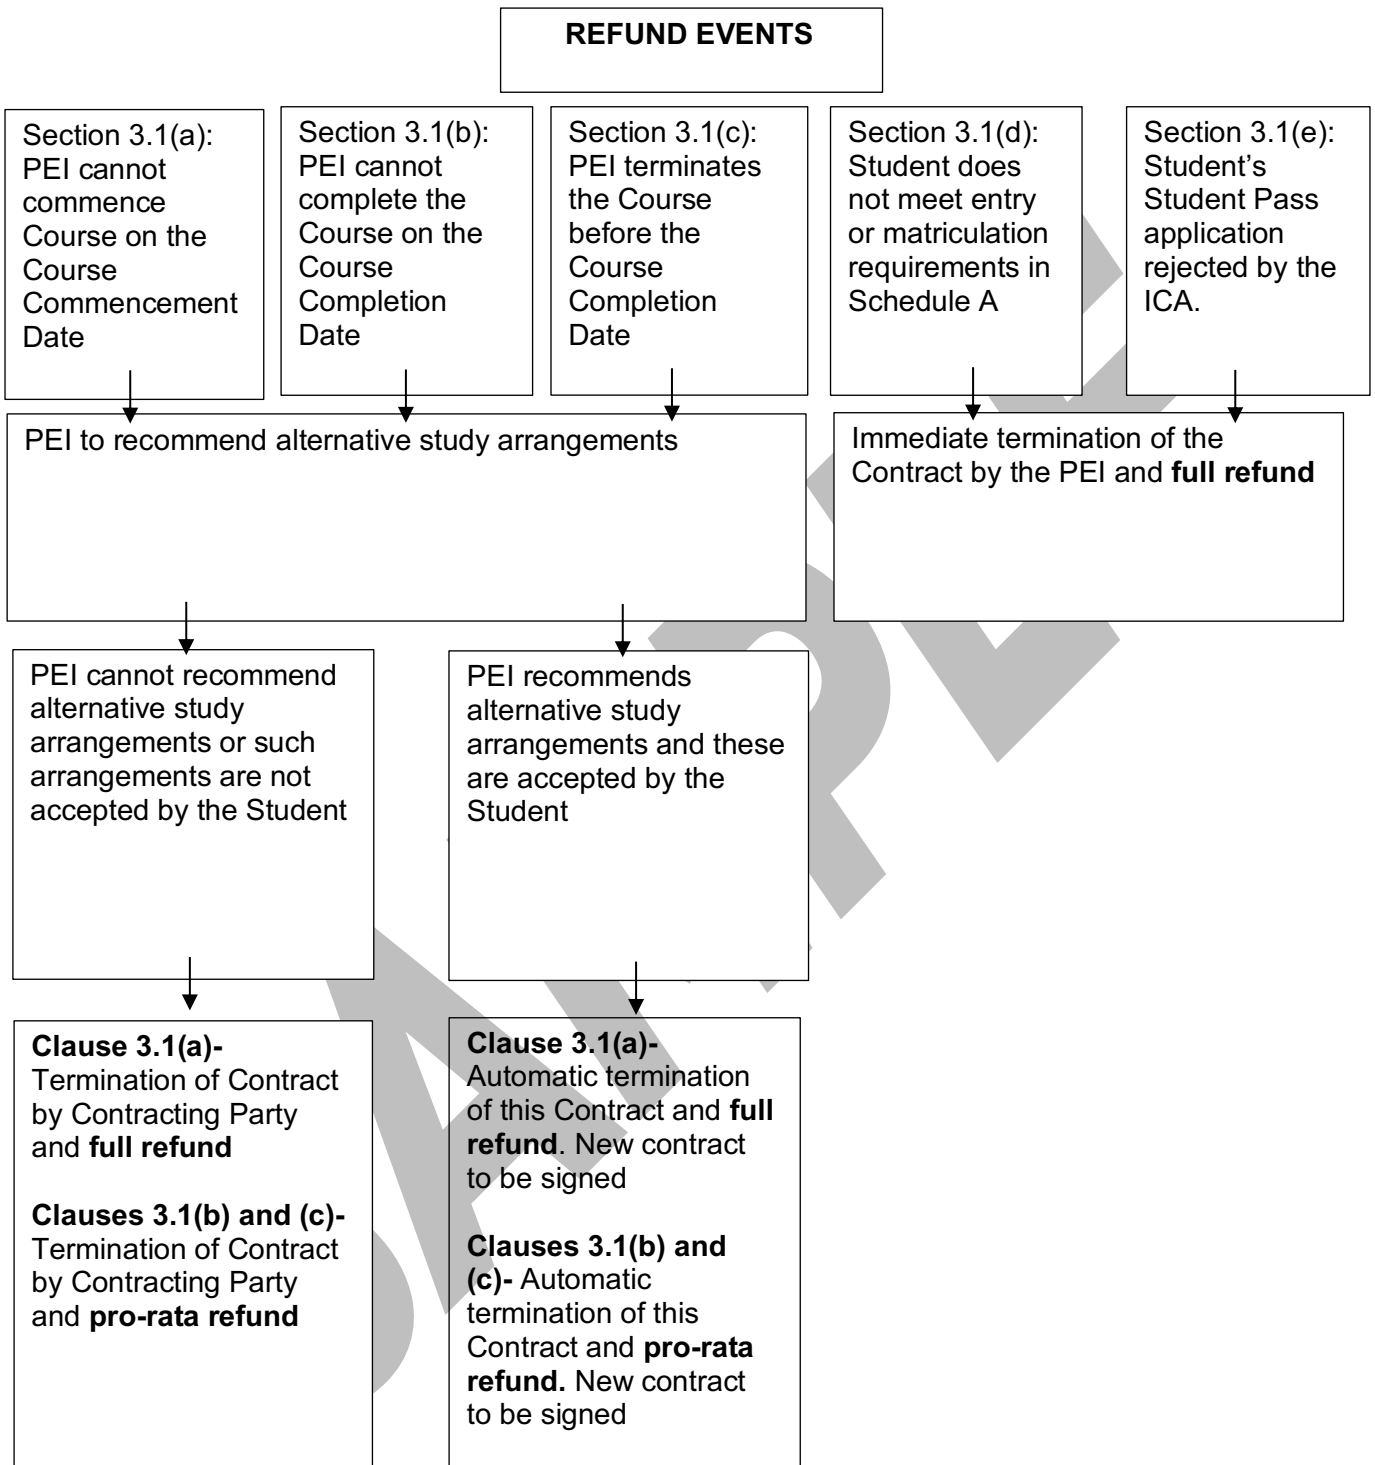 REFUND EVENTS
Section 3.1(a):
PEI cannot
commence
Course on the
Course
Commencement
Date
Section 3.1(b):
PEI cannot
complete the
Course on the
Course
Completion
Date
Section 3.1(c):
PEI terminates
the Course
before the
Course
Completion
Date
Section 3.1(d):
Student does
not meet entry
or matriculation
requirements in
Schedule A
Section 3.1(e):
Student’s
Student Pass
application
rejected by the
ICA.
PEI to recommend alternative study arrangements
Immediate termination of the
Contract by the PEI and full refund
PEI cannot recommend
alternative study
arrangements or such
arrangements are not
accepted by the Student
PEI recommends
alternative study
arrangements and these
are accepted by the
Student
Clause 3.1(a)-
Termination of Contract
by Contracting Party
and full refund
Clauses 3.1(b) and (c)-
Termination of Contract
by Contracting Party
and pro-rata refund
Clause 3.1(a)-
Automatic termination
of this Contract and full
refund. New contract
to be signed
Clauses 3.1(b) and
(c)- Automatic
termination of this
Contract and pro-rata
refund. New contract
to be signed
SAMPLE